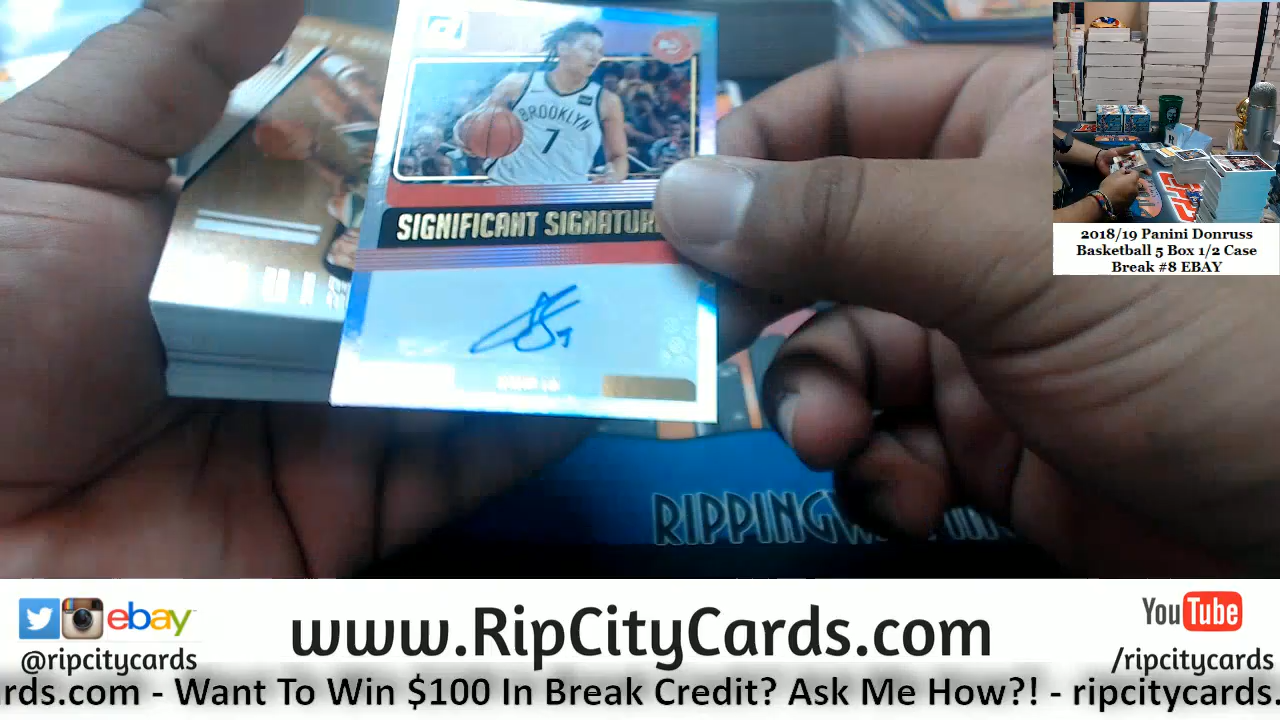 BROOKLYN
7
SIGNIFICANT SIGNATUR
2018/19 Panini Donruss
Basketball 5 Box 1/2 Case
Break #8 EBAY
RIPPING
ebay
www.RipCityCards.com
YouTube
@ripcitycards
/ripcitycards
rds.com - Want To Win $100 In Break Credit? Ask Me How?! - ripcitycards.